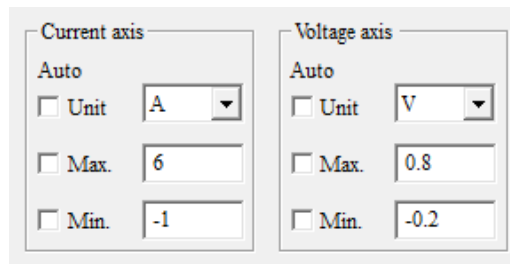 Current axis
Auto
Unit A
Max. 6
Min. -1
Voltage axis
Auto
Unit V
Max. 0.8
Min. -0.2